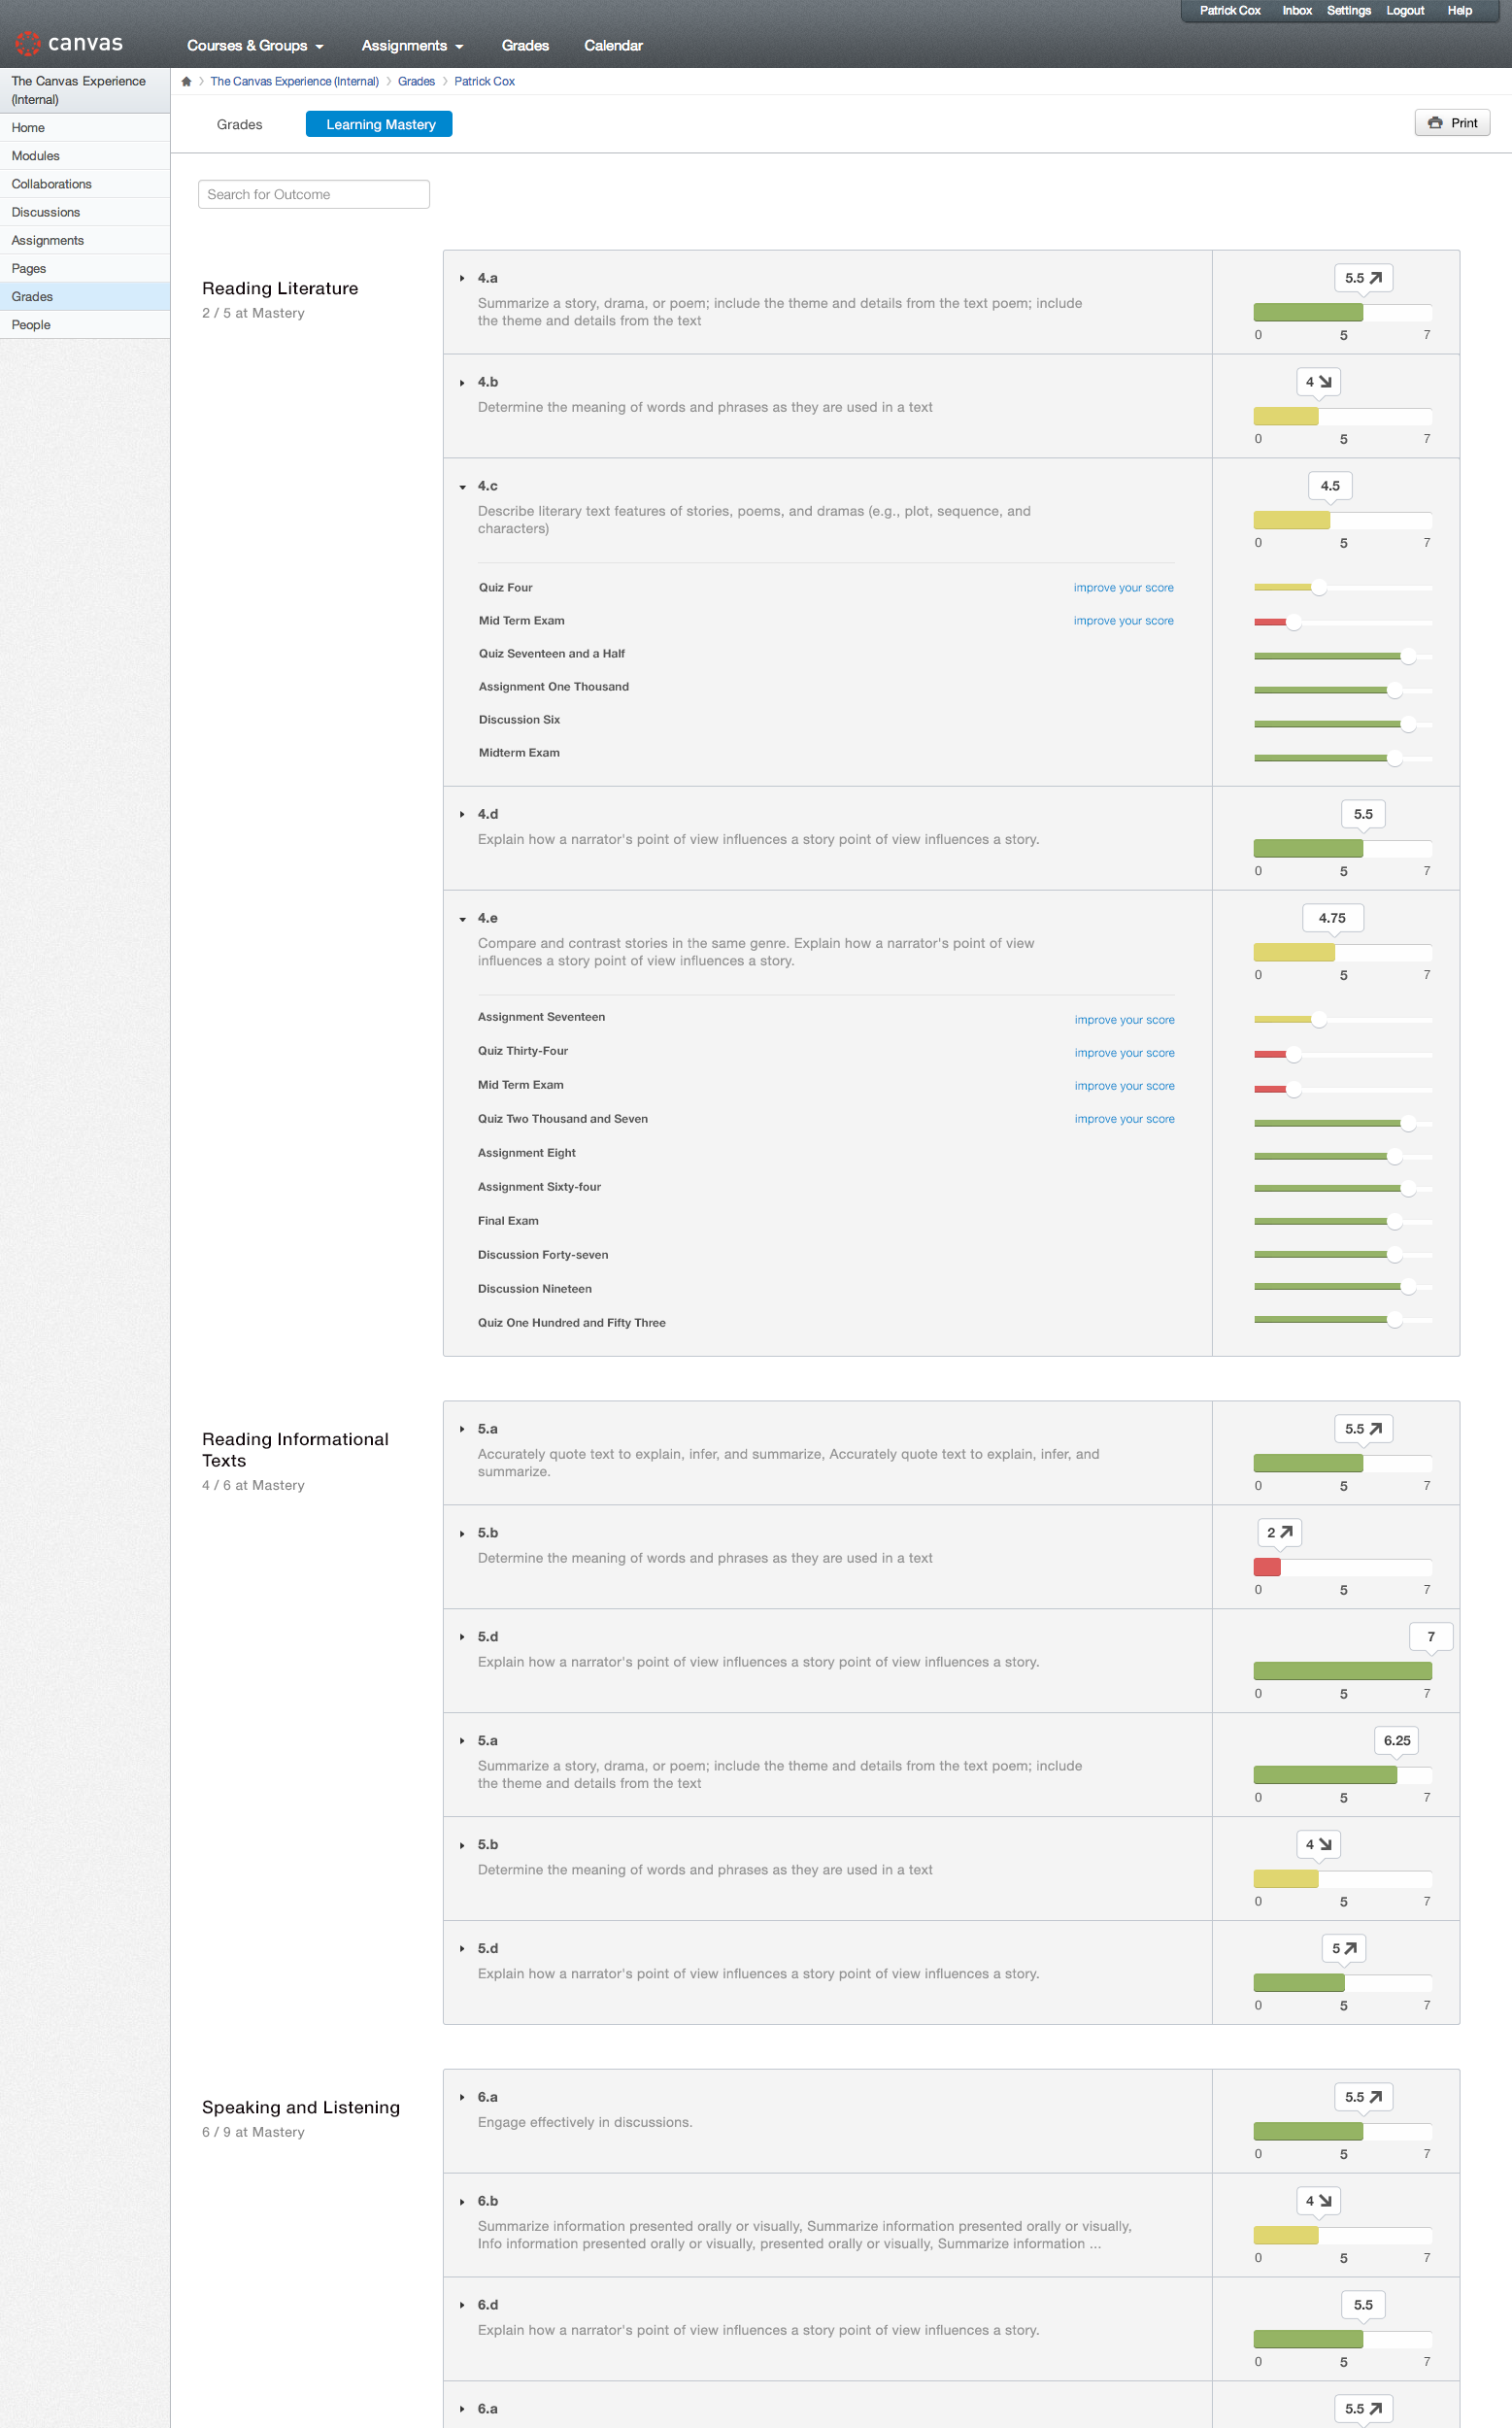 Patrick Cox Inbox Settings Logout Help
canvas
Courses & Groups Assignments Grades Calendar
The Canvas Experience
(Internal)
Home
Modules
Collaborations
Discussions
Assignments
Pages
Grades
People
The Canvas Experience (Internal) Grades Patrick Cox
Grades Learning Mastery Print
Search for Outcome
Reading Literature
2 / 5 at Mastery
4.a
Summarize a story, drama, or poem; include the theme and details from the text poem; include
the theme and details from the text
5.5
0 5 7
4.b
Determine the meaning of words and phrases as they are used in a text
4
0 5 7
4.c
Describe literary text features of stories, poems, and dramas (e.g., plot, sequence, and
characters)
4.5
0 5 7
Quiz Four improve your score
Mid Term Exam improve your score
Quiz Seventeen and a Half
Assignment One Thousand
Discussion Six
Midterm Exam
4.d
Explain how a narrator's point of view influences a story point of view influences a story.
5.5
0 5 7
4.e
Compare and contrast stories in the same genre. Explain how a narrator's point of view
influences a story point of view influences a story.
4.75
0 5 7
Assignment Seventeen improve your score
Quiz Thirty-Four improve your score
Mid Term Exam improve your score
Quiz Two Thousand and Seven improve your score
Assignment Eight
Assignment Sixty-four
Final Exam
Discussion Forty-seven
Discussion Nineteen
Quiz One Hundred and Fifty Three
Reading Informational
Texts
4 / 6 at Mastery
5.a
Accurately quote text to explain, infer, and summarize, Accurately quote text to explain, infer, and
summarize.
5.5
0 5 7
5.b
Determine the meaning of words and phrases as they are used in a text
2
0 5 7
5.d
Explain how a narrator's point of view influences a story point of view influences a story.
7
0 5 7
5.a
Summarize a story, drama, or poem; include the theme and details from the text poem; include
the theme and details from the text
6.25
0 5 7
5.b
Determine the meaning of words and phrases as they are used in a text
4
0 5 7
5.d
Explain how a narrator's point of view influences a story point of view influences a story.
5
0 5 7
Speaking and Listening
6 / 9 at Mastery
6.a
Engage effectively in discussions.
5.5
0 5 7
6.b
Summarize information presented orally or visually, Summarize information presented orally or visually,
Info information presented orally or visually, presented orally or visually, Summarize information ...
4
0 5 7
6.d
Explain how a narrator's point of view influences a story point of view influences a story.
5.5
0 5 7
6.a
5.5